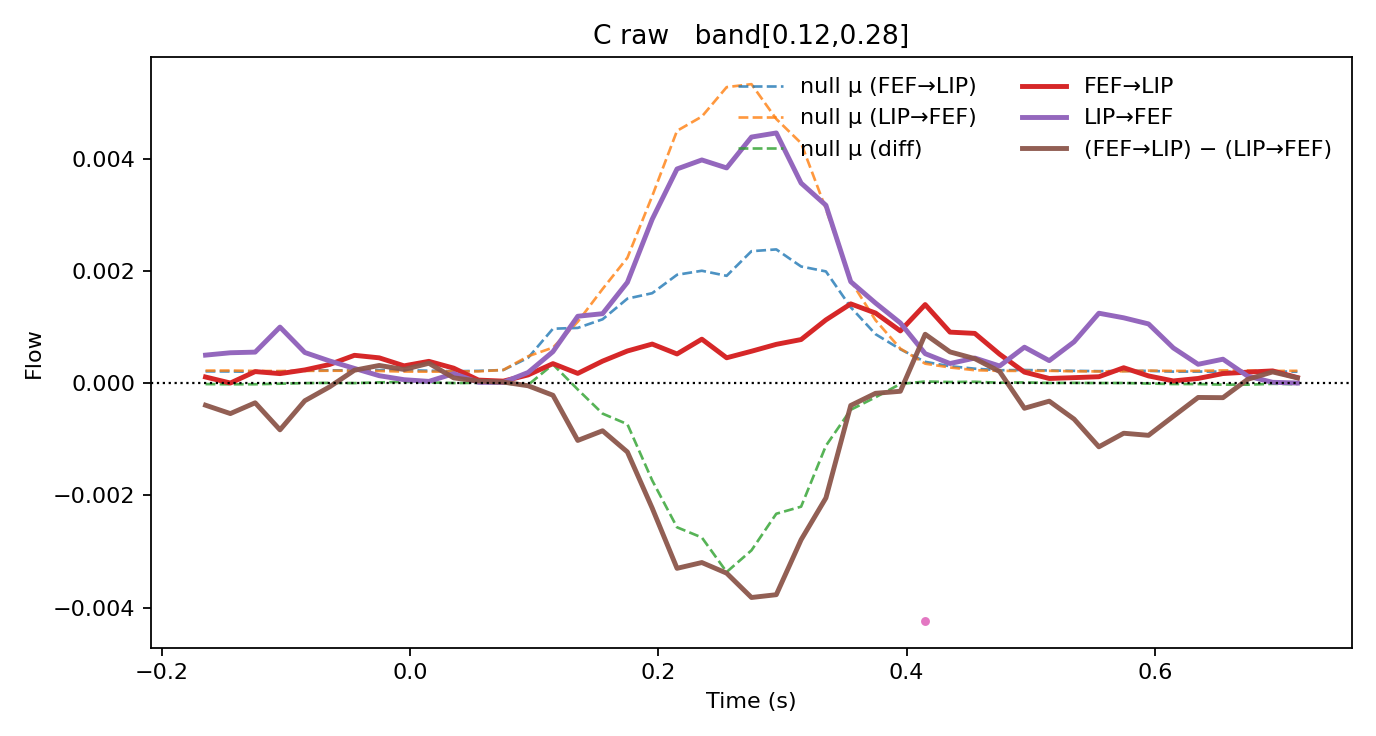 C raw   band[0.12,0.28]
null µ (FEF→LIP)
null µ (LIP→FEF)
null µ (diff)
FEF→LIP
LIP→FEF
(FEF→LIP) − (LIP→FEF)
Flow
0.004
0.002
0.000
−0.002
−0.004
−0.2
0.0
0.2
0.4
0.6
Time (s)